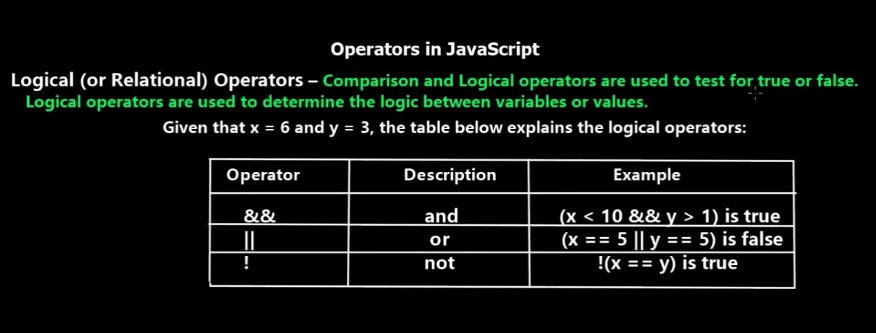 Operators in JavaScript
Logical (or Relational) Operators – Comparison and Logical operators are used to test for true or false.
Logical operators are used to determine the logic between variables or values.
Given that x = 6 and y = 3, the table below explains the logical operators:
Operator Description Example
&& and (x < 10 && y > 1) is true
|| or (x == 5 || y == 5) is false
! not !(x == y) is true